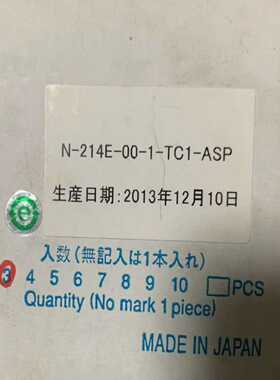 N-214E-00-1-TC1-ASP
生産日期:2013年12月10日
e
入数(無記入は1本入れ)
3 4 5 6 7 8 9 10 □PCS
Quantity (No mark 1 piece)
MADE IN JAPAN